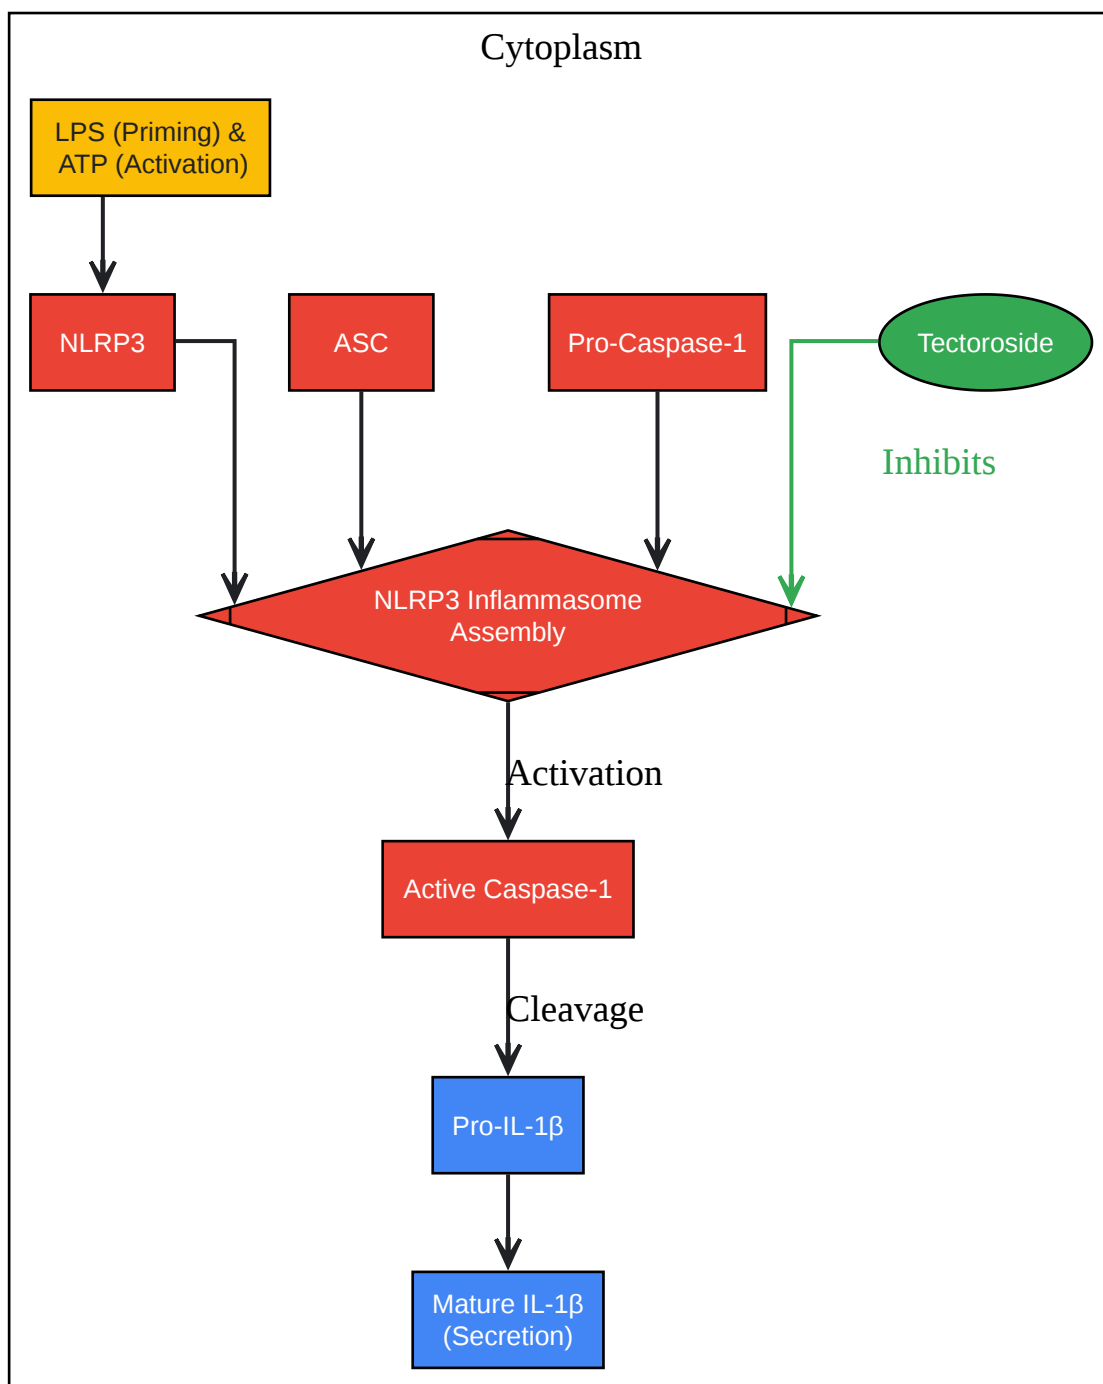 Cytoplasm
LPS (Priming) &
ATP (Activation)
NLRP3
ASC
Pro-Caspase-1
Tectoroside
Inhibits
NLRP3 Inflammasome
Assembly
Activation
Active Caspase-1
Cleavage
Pro-IL-1β
Mature IL-1β
(Secretion)